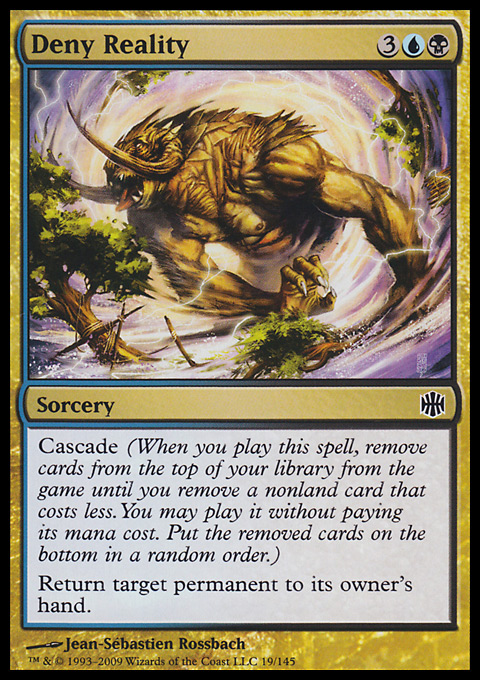 Deny Reality 3
Sorcery
Cascade (When you play this spell, remove
cards from the top of your library from the
game until you remove a nonland card that
costs less. You may play it without paying
its mana cost. Put the removed cards on the
bottom in a random order.)
Return target permanent to its owner's
hand.
Jean-Sébastien Rossbach
™ & © 1993–2009 Wizards of the Coast LLC 19/145